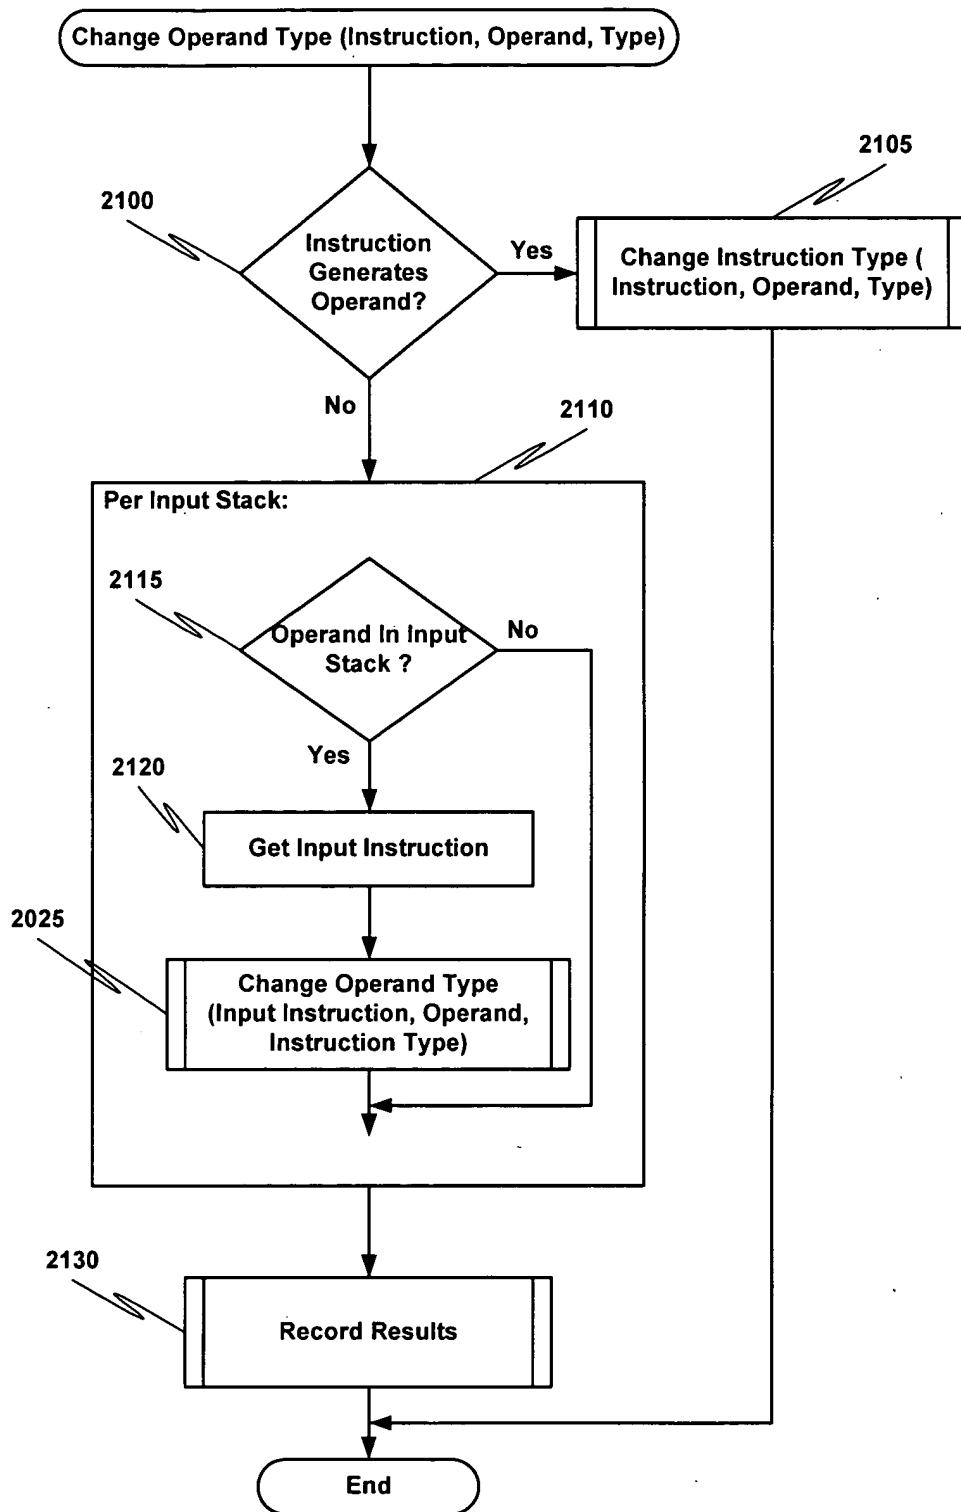 Change Operand Type (Instruction, Operand, Type)
2105
2100
Instruction
Generates
Operand?
Yes
Change Instruction Type (
Instruction, Operand, Type)
No
2110
Per Input Stack:
2115
Operand In Input
Stack ?
No
Yes
2120
Get Input Instruction
2025
Change Operand Type
(Input Instruction, Operand,
Instruction Type)
2130
Record Results
End